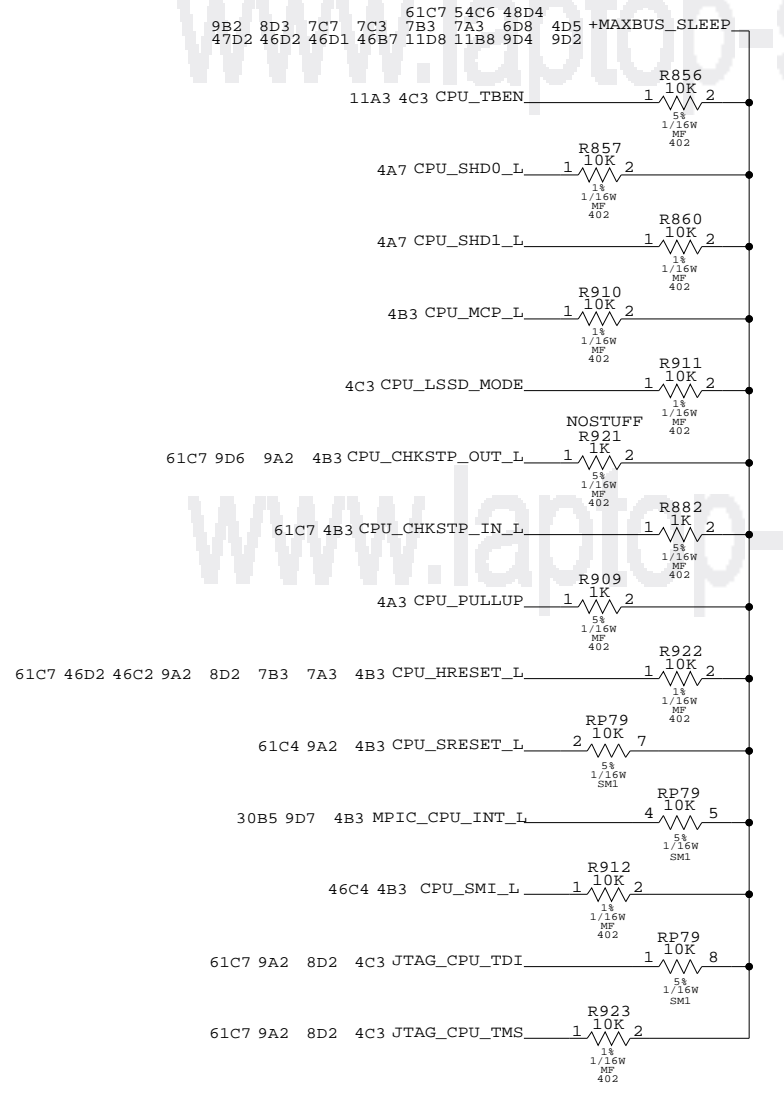 www.laptop-s
61C7 54C6 48D4
9B2 8D3 7C7 7C3 7B3 7A3 6D8 4D5 +MAXBUS_SLEEP
47D2 46D2 46D1 46B7 11D8 11B8 9D4 9D2
R856
11A3 4C3 CPU_TBEN 1 10K 2
5%
1/16W
MF
402
R857
4A7 CPU_SHD0_L 1 10K 2
1%
1/16W
MF
402
R860
4A7 CPU_SHD1_L 1 10K 2
1%
1/16W
MF
402
R910
4B3 CPU_MCP_L 1 10K 2
1%
1/16W
MF
402
R911
4C3 CPU_LSSD_MODE 1 10K 2
1%
1/16W
MF
402
NOSTUFF
R921
61C7 9D6 9A2 4B3 CPU_CHKSTP_OUT_L 1 1K 2
5%
1/16W
MF
402
www.laptop-
R882
61C7 4B3 CPU_CHKSTP_IN_L 1 1K 2
5%
1/16W
MF
402
R909
4A3 CPU_PULLUP 1 1K 2
5%
1/16W
MF
402
R922
61C7 46D2 46C2 9A2 8D2 7B3 7A3 4B3 CPU_HRESET_L 1 10K 2
1%
1/16W
MF
402
RP79
61C4 9A2 4B3 CPU_SRESET_L 2 10K 7
5%
1/16W
SM1
RP79
30B5 9D7 4B3 MPIC_CPU_INT_L 4 10K 5
5%
1/16W
SM1
R912
46C4 4B3 CPU_SMI_L 1 10K 2
1%
1/16W
MF
402
RP79
61C7 9A2 8D2 4C3 JTAG_CPU_TDI 1 10K 8
5%
1/16W
SM1
R923
61C7 9A2 8D2 4C3 JTAG_CPU_TMS 1 10K 2
1%
1/16W
MF
402